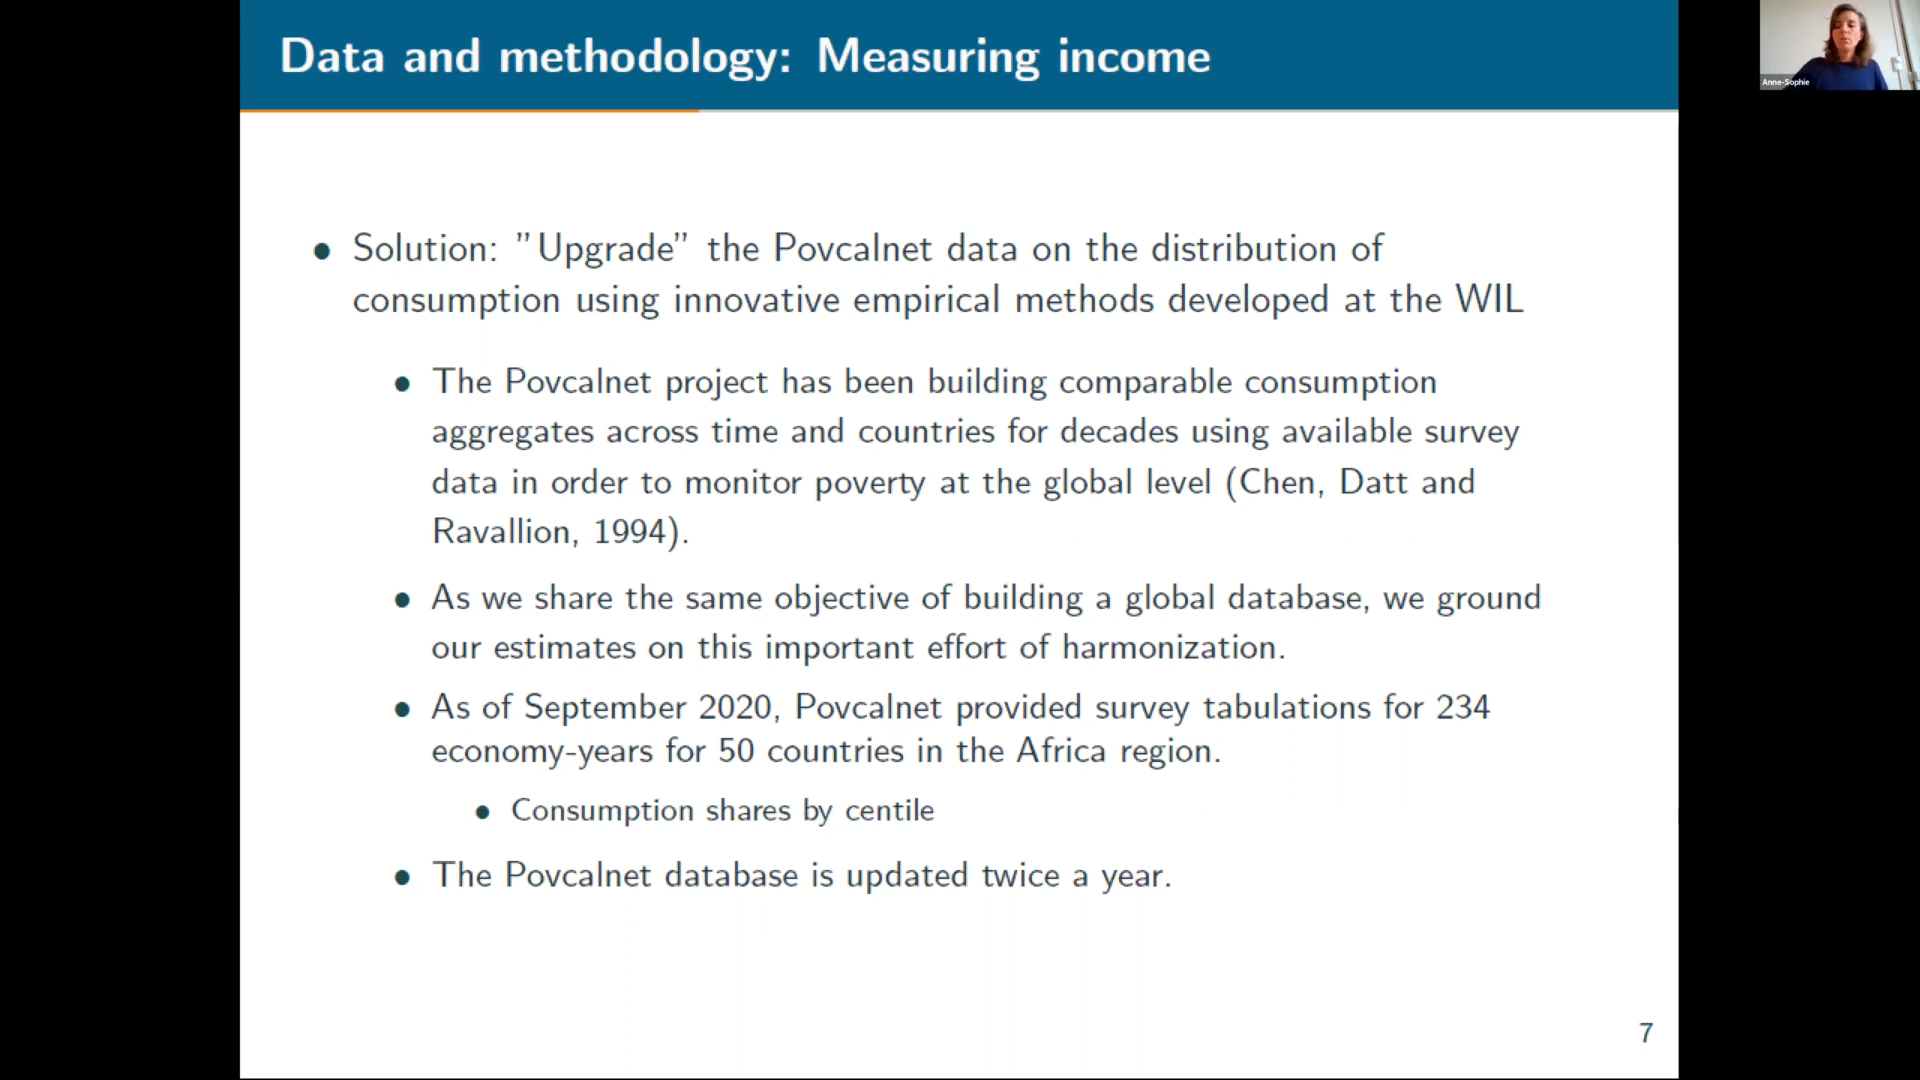 Data and methodology: Measuring income
Anne-Sophie
• Solution: ”Upgrade” the Povcalnet data on the distribution of
consumption using innovative empirical methods developed at the WIL
• The Povcalnet project has been building comparable consumption
aggregates across time and countries for decades using available survey
data in order to monitor poverty at the global level (Chen, Datt and
Ravallion, 1994).
• As we share the same objective of building a global database, we ground
our estimates on this important effort of harmonization.
• As of September 2020, Povcalnet provided survey tabulations for 234
economy-years for 50 countries in the Africa region.
• Consumption shares by centile
• The Povcalnet database is updated twice a year.
7